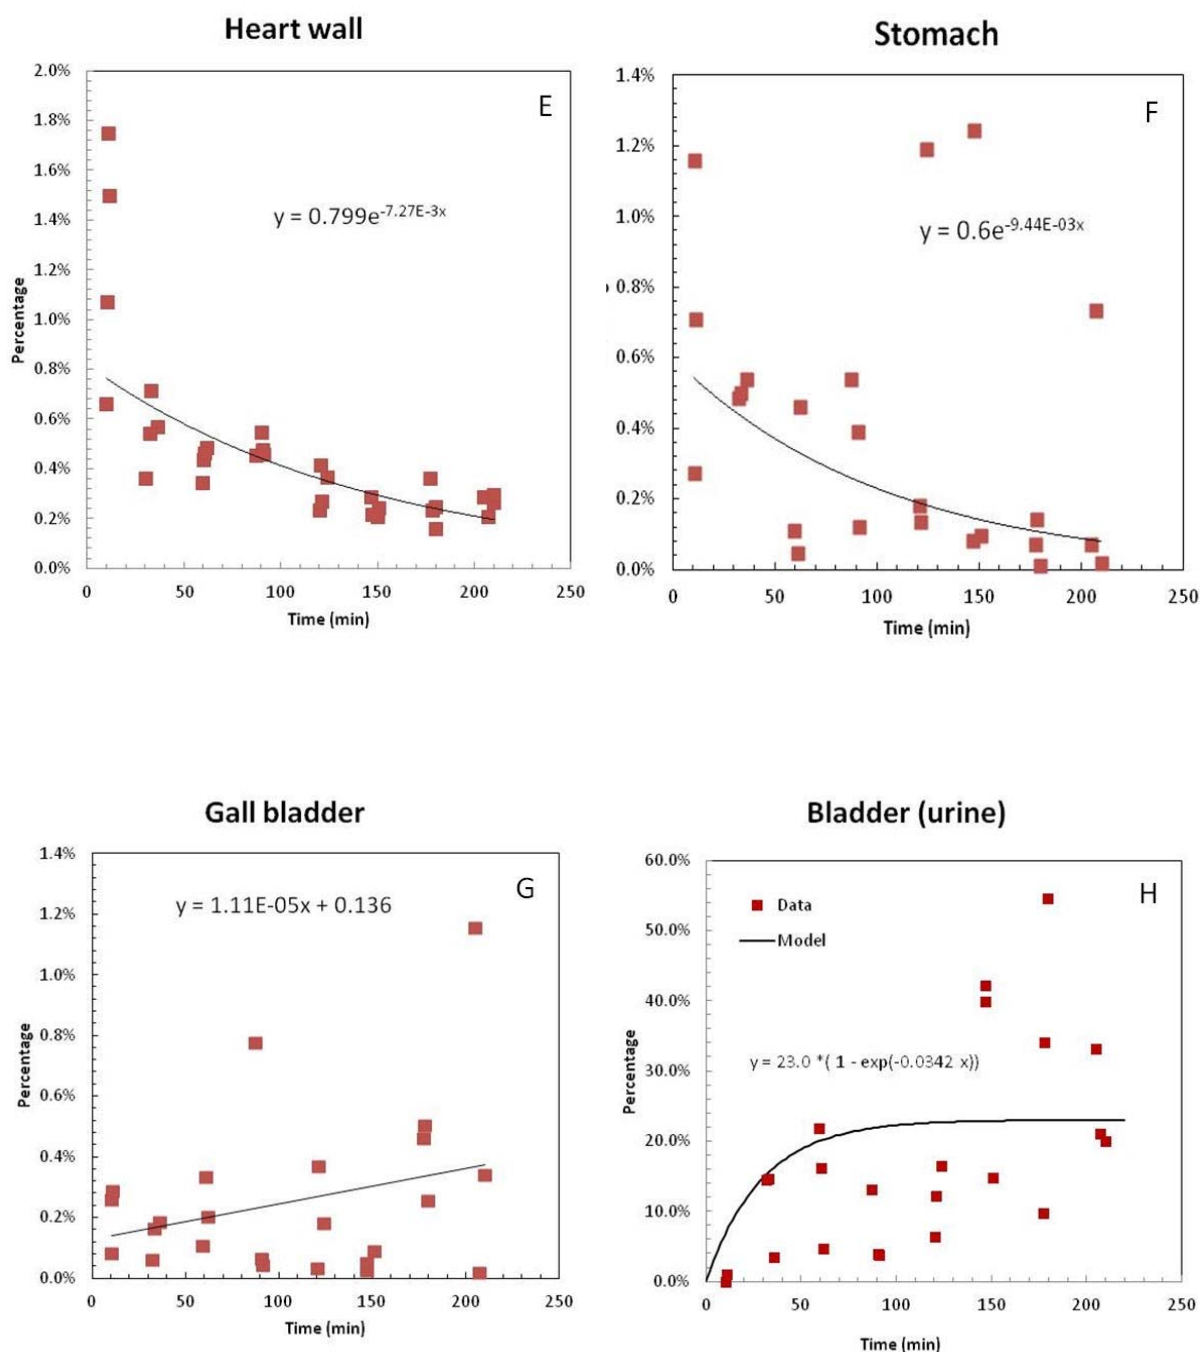 Heart wall
E
2.0%
1.8%
1.6%
1.4%
1.2%
1.0%
0.8%
0.6%
0.4%
0.2%
0.0%
y = 0.799e^-7.27E-3x
Percentage
0 50 100 150 200 250
Time (min)
Stomach
F
1.4%
1.2%
1.0%
0.8%
0.6%
0.4%
0.2%
0.0%
y = 0.6e^-9.44E-03x
0 50 100 150 200 250
Time (min)
Gall bladder
G
1.4%
1.2%
1.0%
0.8%
0.6%
0.4%
0.2%
0.0%
y = 1.11E-05x + 0.136
Percentage
0 50 100 150 200 250
Time (min)
Bladder (urine)
H
60.0%
50.0%
40.0%
30.0%
20.0%
10.0%
0.0%
Data
Model
y = 23.0 *( 1 - exp(-0.0342 x))
Percentage
0 50 100 150 200 250
Time (min)